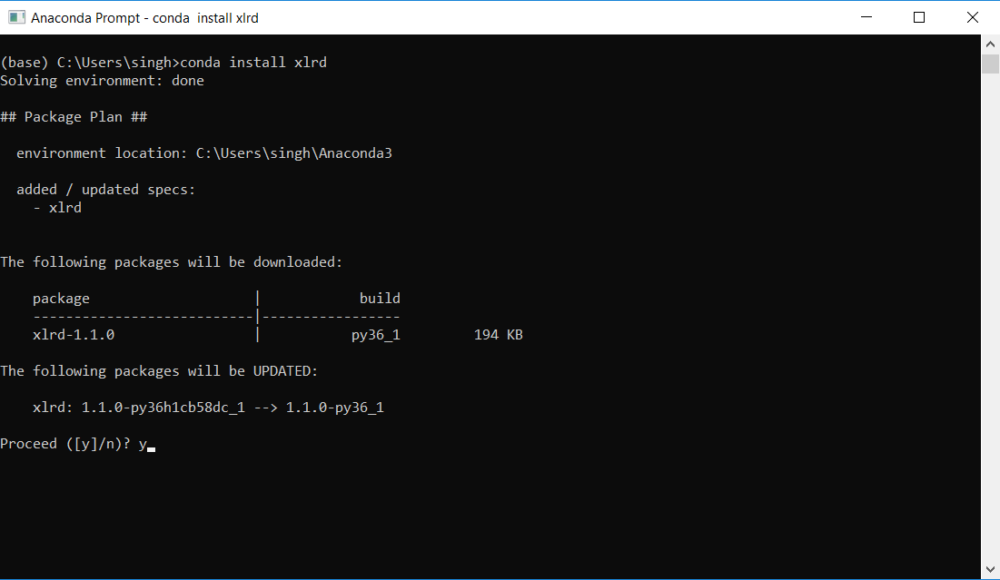 Anaconda Prompt - conda  install xlrd
(base) C:\Users\singh>conda install xlrd
Solving environment: done
## Package Plan ##
  environment location: C:\Users\singh\Anaconda3
  added / updated specs:
    - xlrd
The following packages will be downloaded:
    package                    |            build
    ---------------------------|-----------------
    xlrd-1.1.0                 |           py36_1         194 KB
The following packages will be UPDATED:
    xlrd: 1.1.0-py36h1cb58dc_1 --> 1.1.0-py36_1
Proceed ([y]/n)? y